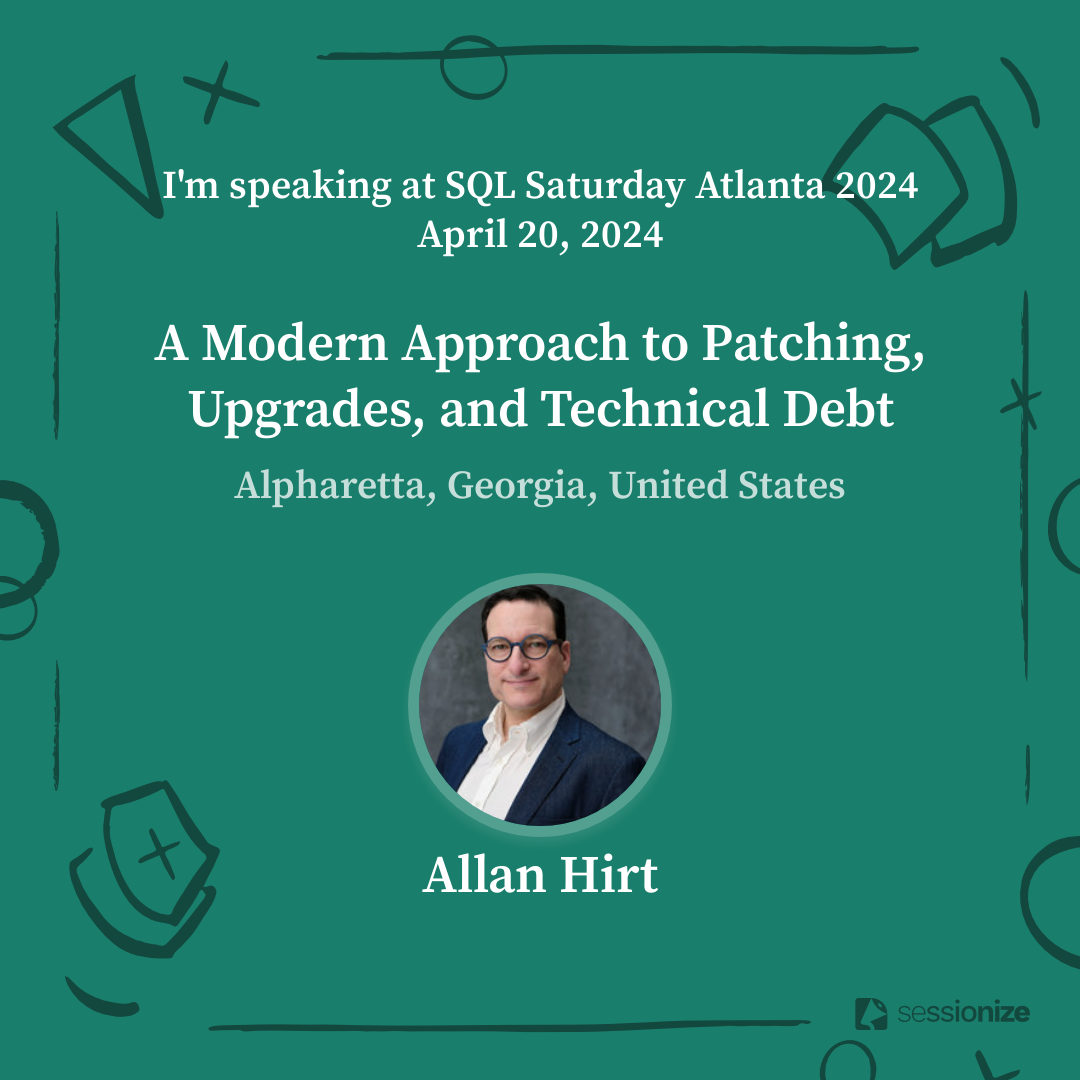 I'm speaking at SQL Saturday Atlanta 2024
April 20, 2024
A Modern Approach to Patching,
Upgrades, and Technical Debt
Alpharetta, Georgia, United States
Allan Hirt
sessionize